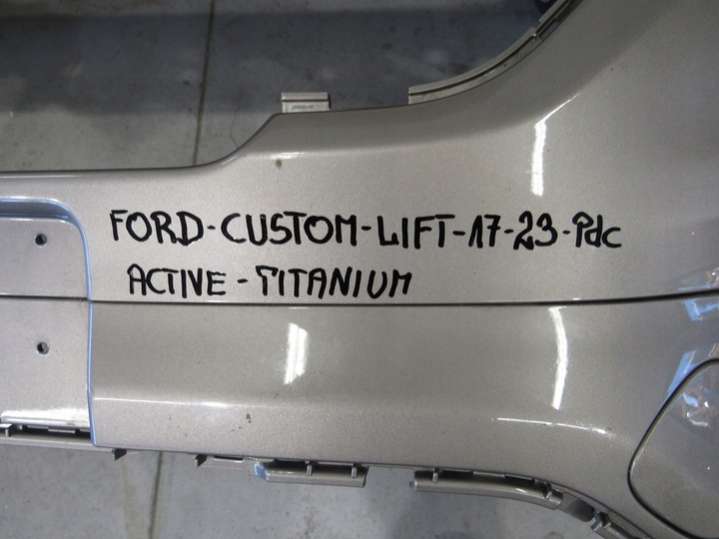 FORD-CUSTOM-LIFT-17-23-Pdc
ACTIVE-TITANIUM